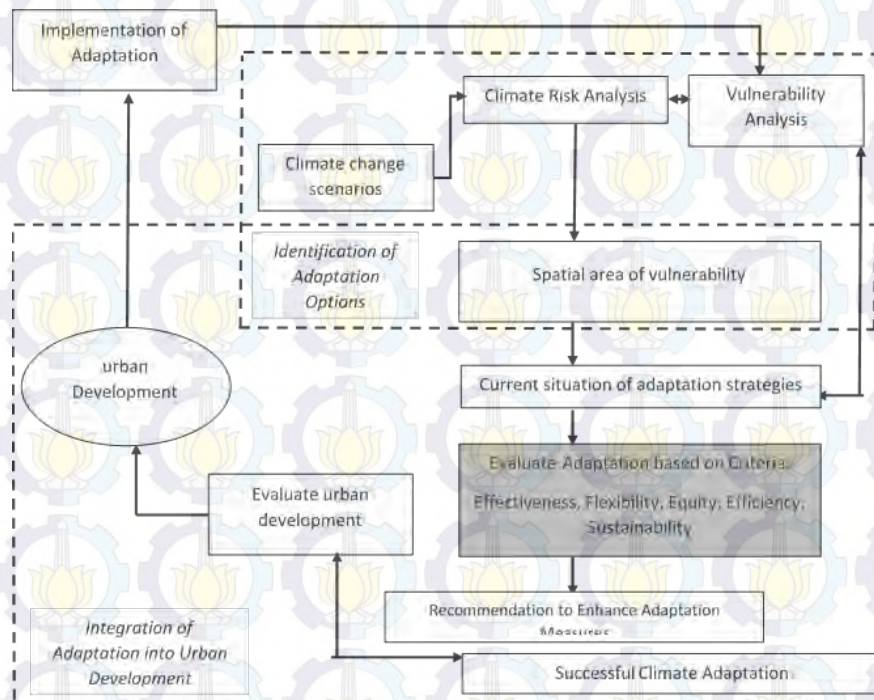 Implementation of
Adaptation
Climate Risk Analysis
Vulnerability
Analysis
Climate change
scenarios
Identification of
Adaptation
Options
Spatial area of vulnerability
urban
Development
Current situation of adaptation strategies
Evaluate Adaptation based on Criteria
Effectiveness, Flexibility, Equity, Efficiency,
Sustainability
Evaluate urban
development
Recommendation to Enhance Adaptation
Measures
Integration of
Adaptation into Urban
Development
Successful Climate Adaptation